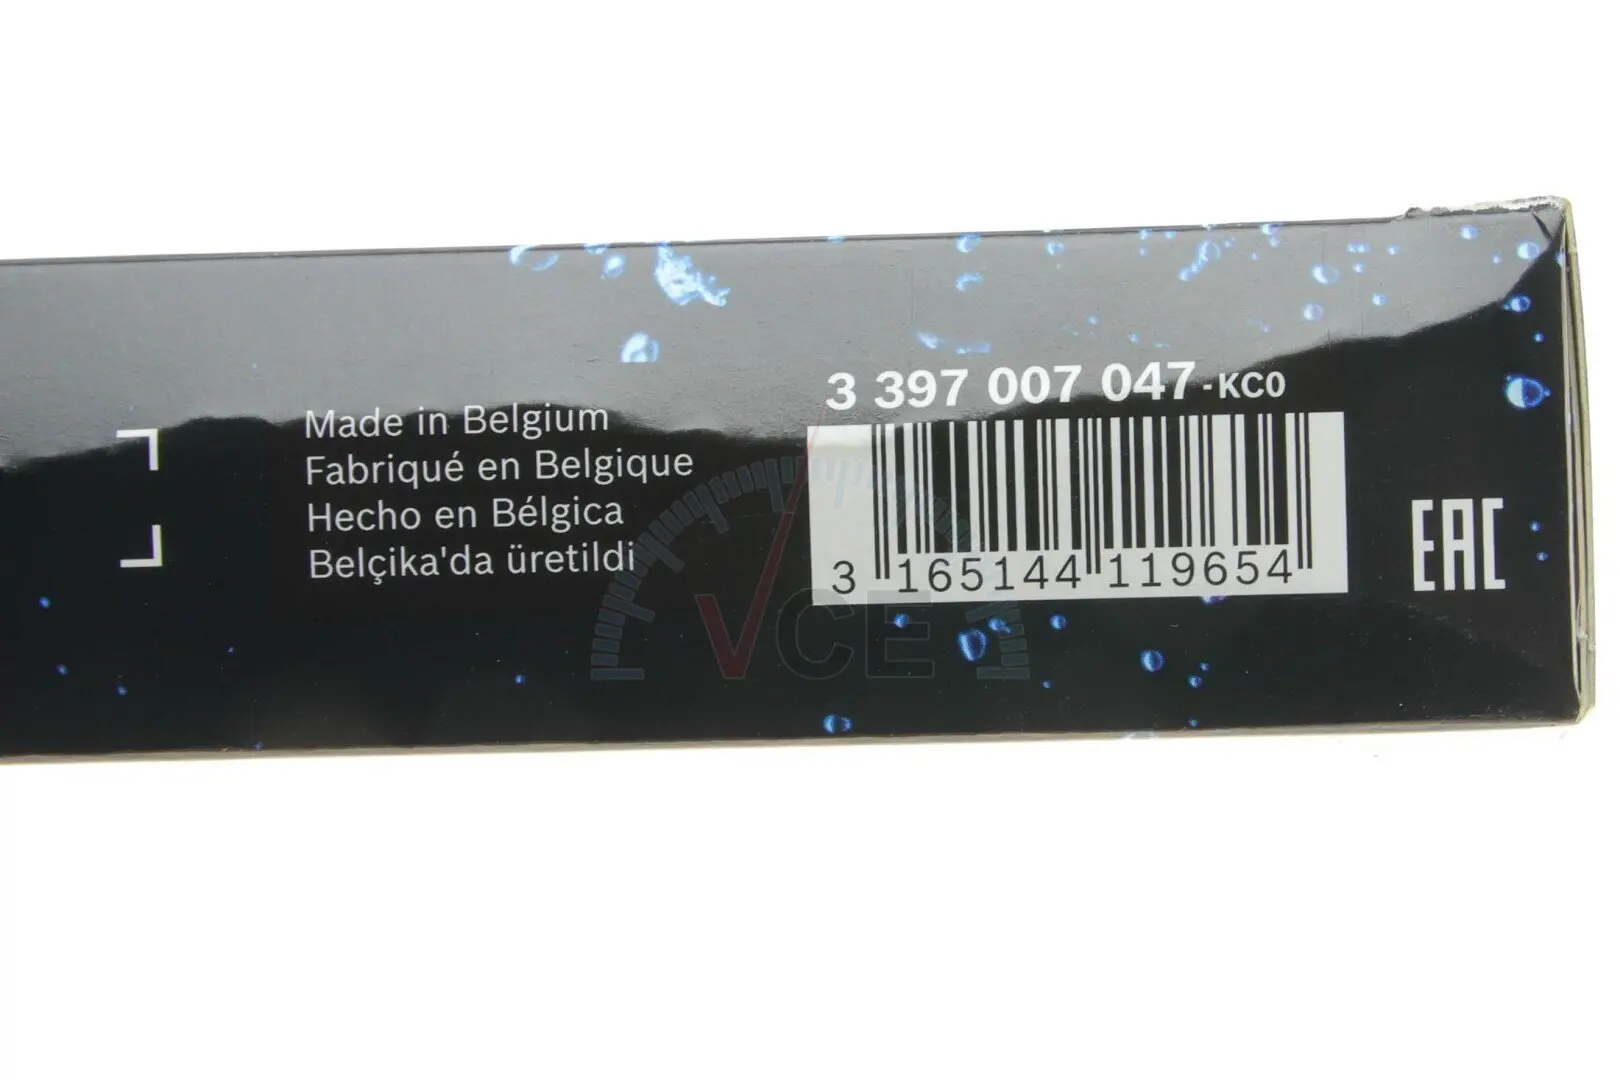 Made in Belgium
Fabriqué en Belgique
Hecho en Bélgica
Belçika'da üretildi
3 397 007 047-KC0
3 165144 119654
EAC
VCE